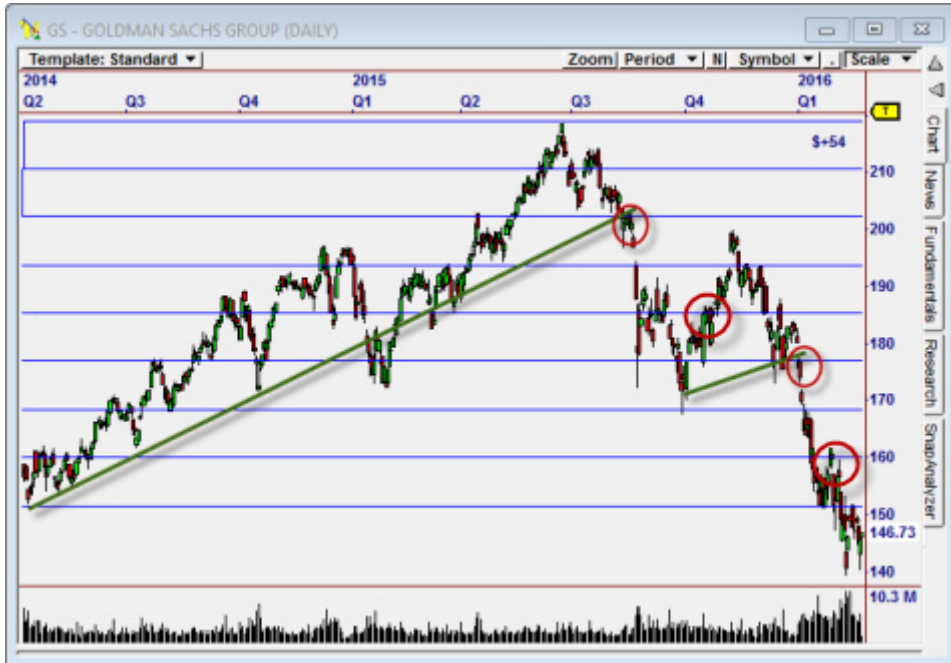 GS - GOLDMAN SACHS GROUP (DAILY)
Template: Standard Zoom Period N Symbol . Scale
2014 2015 2016
Q2 Q3 Q4 Q1 Q2 Q3 Q4 Q1
T
$+54
210
200
190
180
170
160
150
146.73
140
10.3 M
Chart
News
Fundamentals
Research
SnapAnalyzer